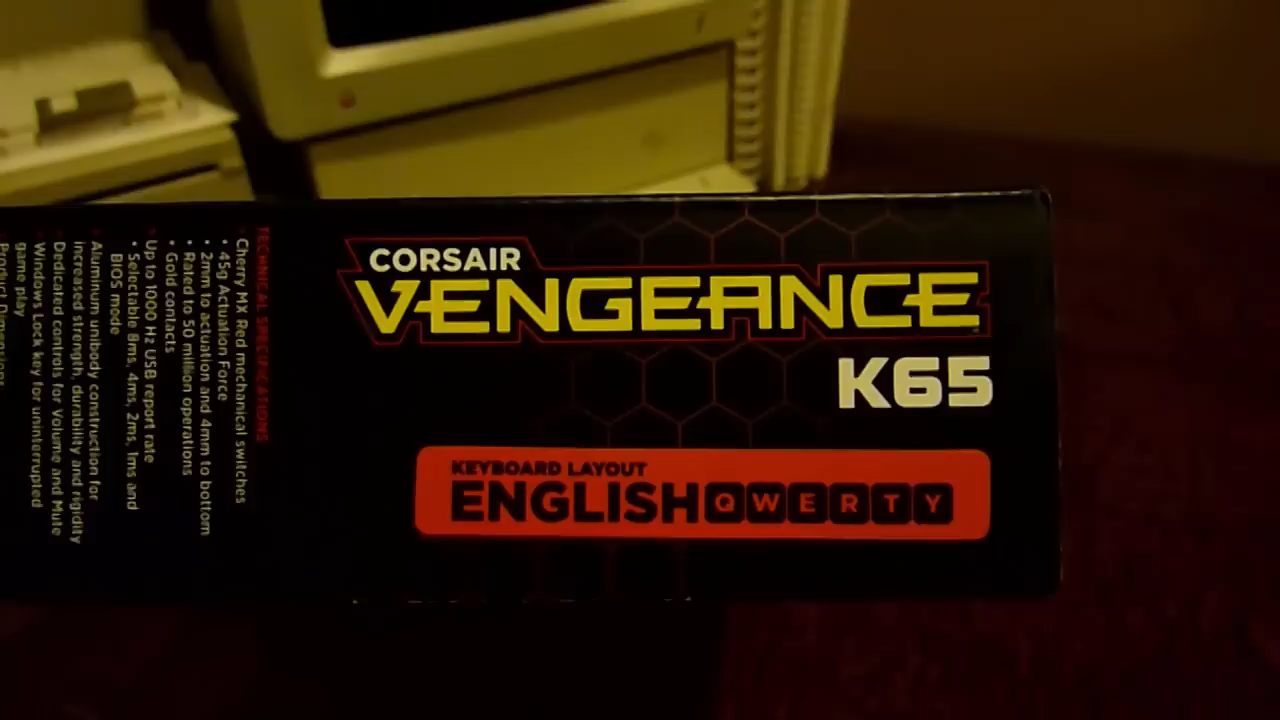 CORSAIR
VENGEANCE
K65
KEYBOARD LAYOUT
ENGLISH QWERTY
TECHNICAL SPECIFICATIONS
• Cherry MX Red mechanical switches
• 45g Actuation Force
• 2mm to actuation and 4mm to bottom
• Rated to 50 million operations
• Gold contacts
• Up to 1000 Hz USB report rate
• Selectable 8ms, 4ms, 2ms, 1ms and
BIOS mode
• Aluminum unibody construction for
increased strength, durability and rigidity
• Dedicated controls for Volume and Mute
• Windows Lock key for uninterrupted
game play
Product Dimensions